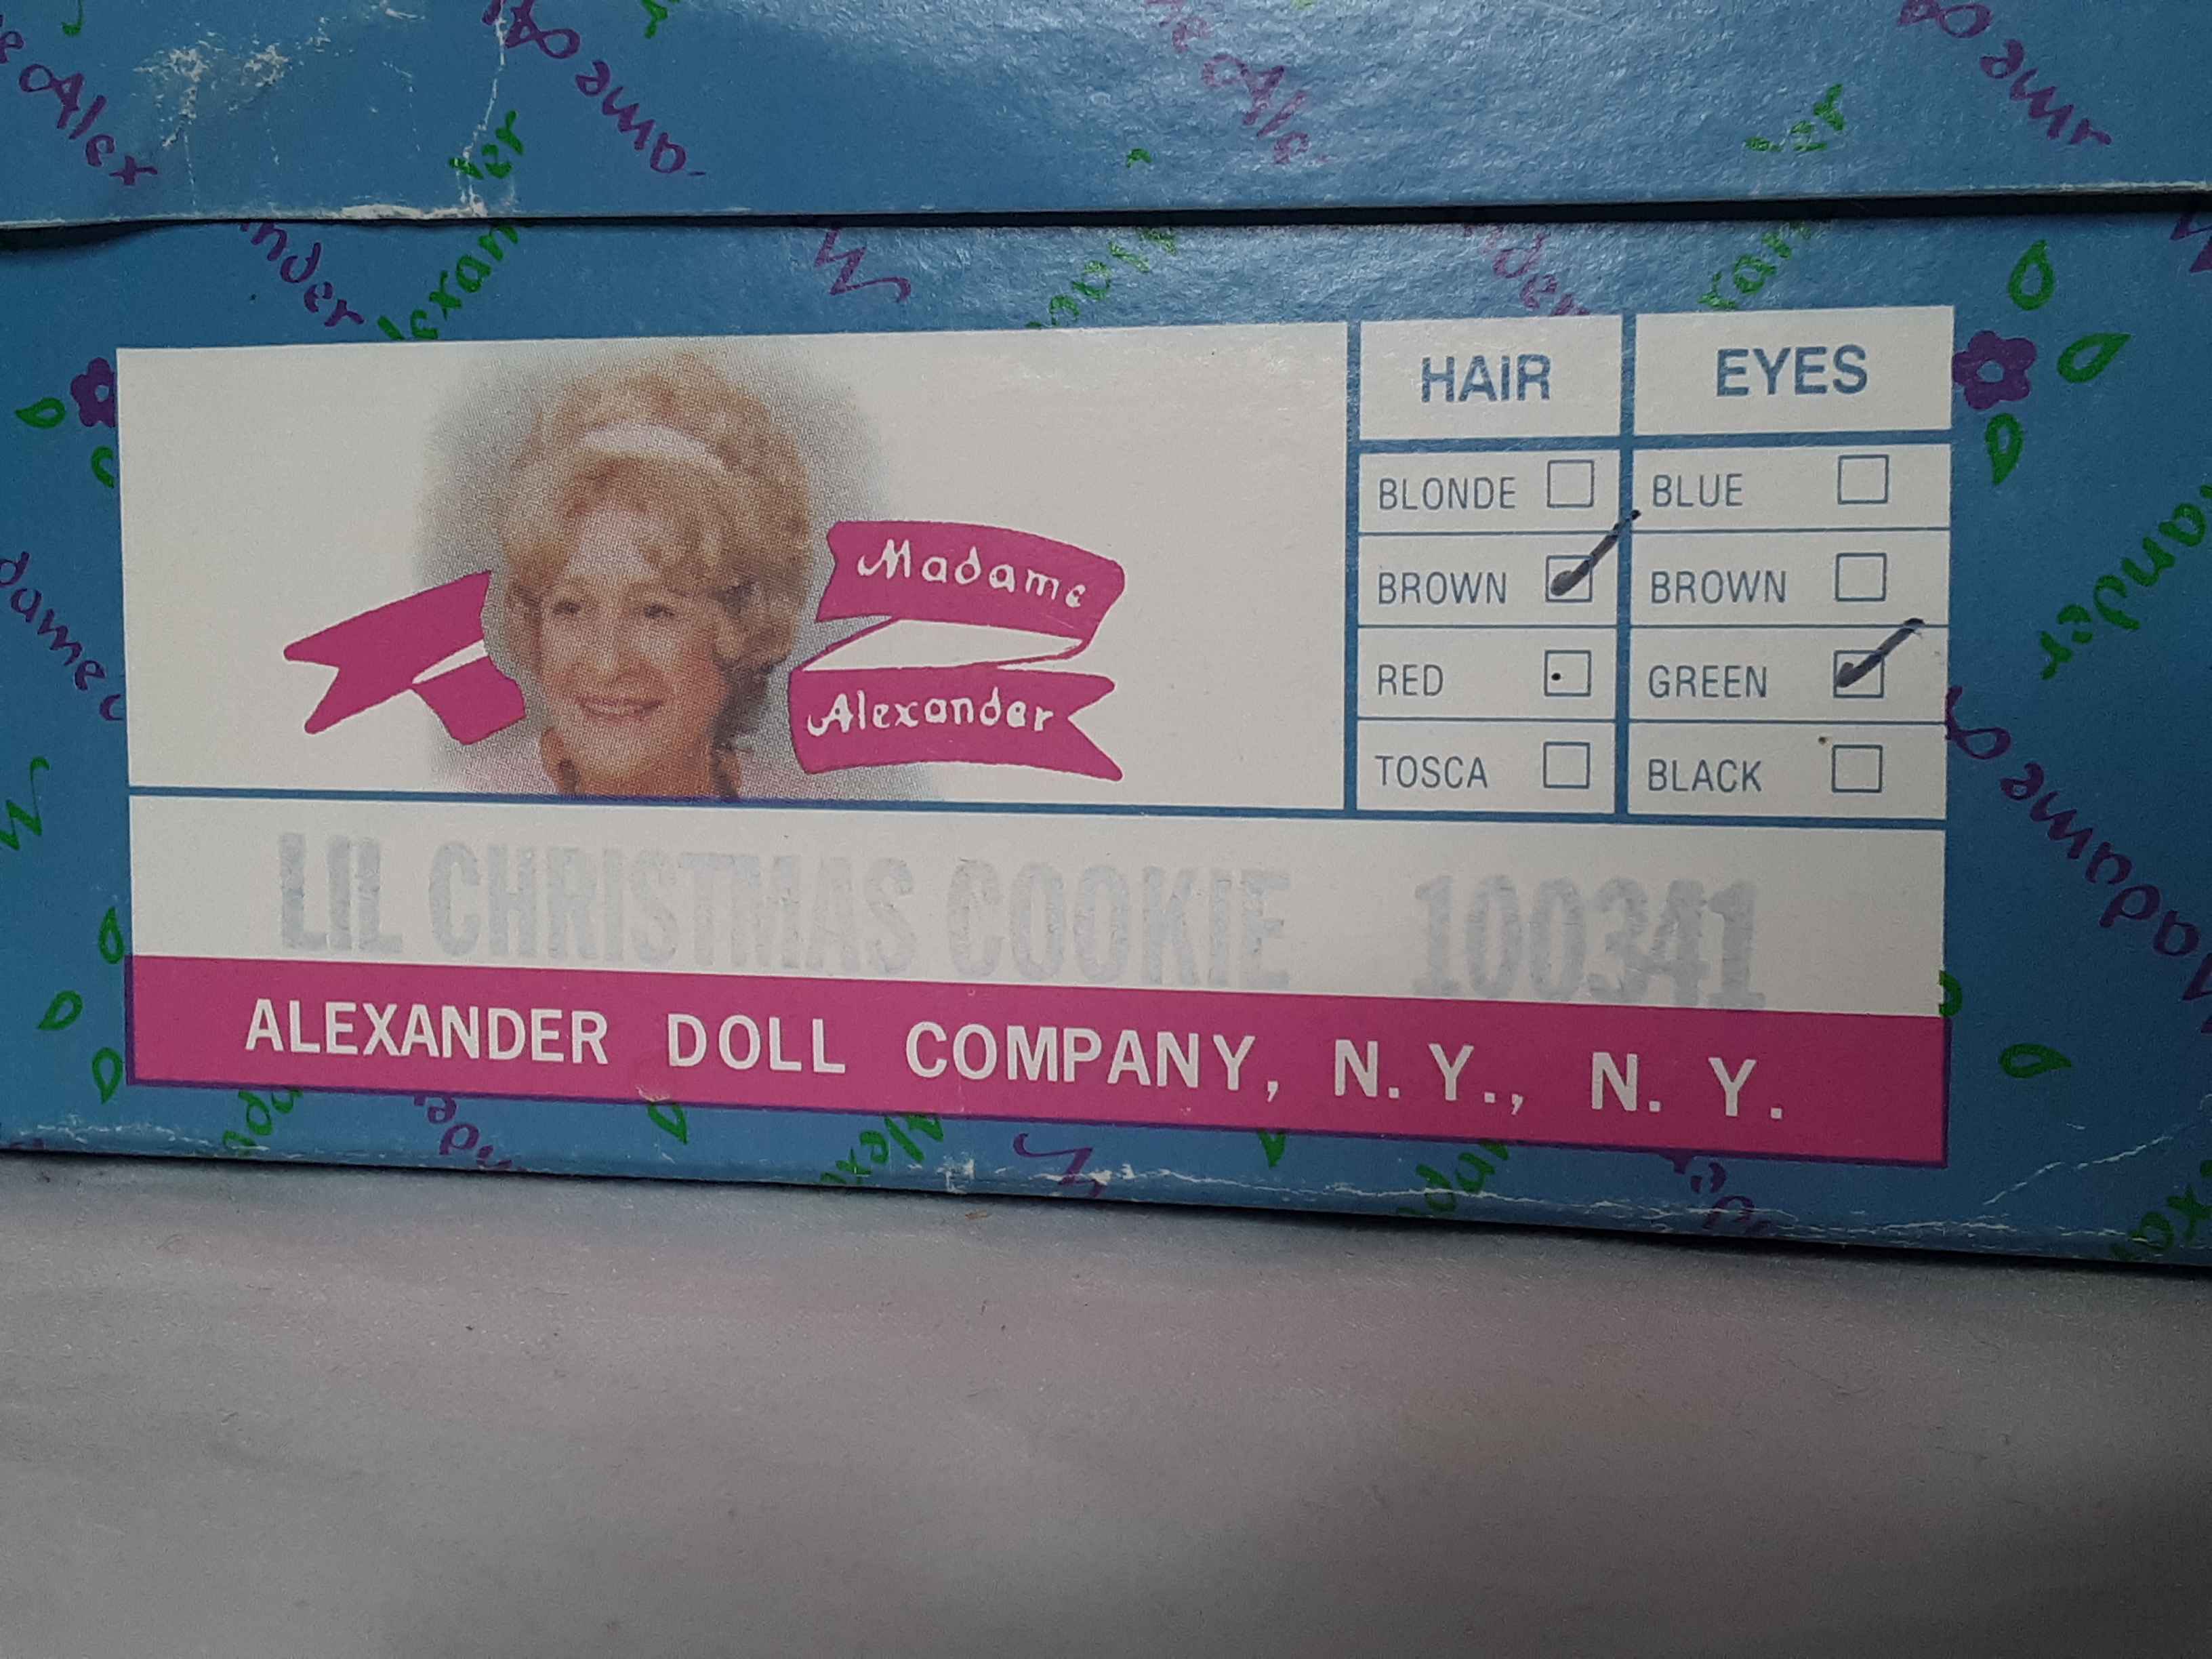 Madame
Alexander
HAIR
EYES
BLONDE
BLUE
BROWN
BROWN
RED
GREEN
TOSCA
BLACK
LIL CHRISTMAS COOKIE 100341
ALEXANDER DOLL COMPANY, N. Y., N. Y.